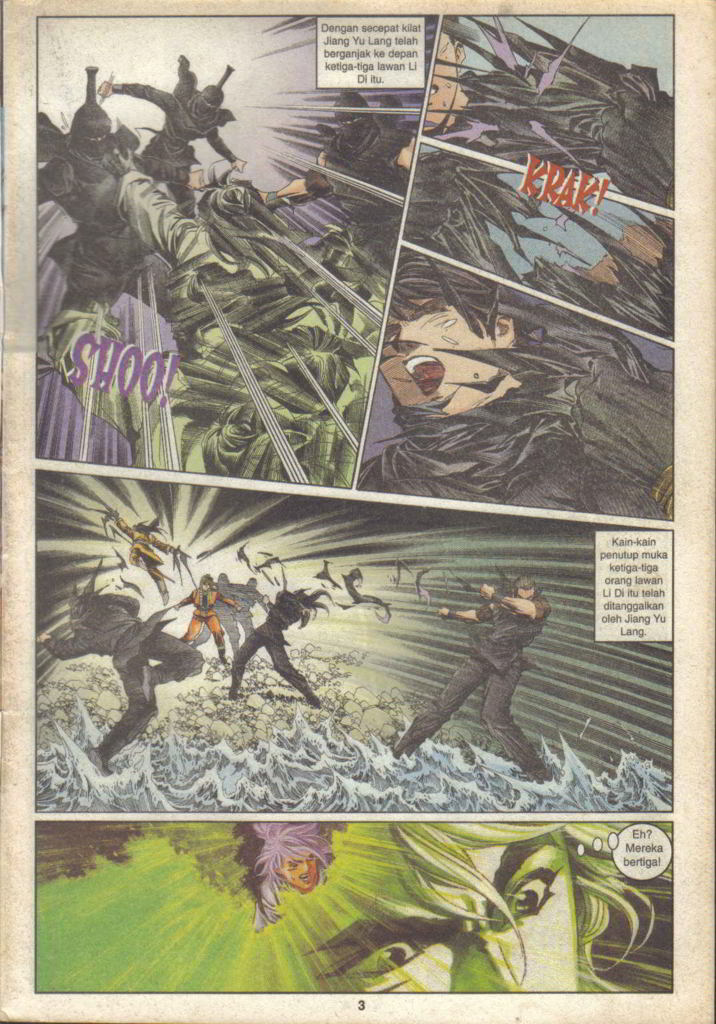 Dengan secepat kilat
Jiang Yu Lang telah
berganjak ke depan
ketiga-tiga lawan Li
Di itu.
KRAK!
SHOO!
Kain-kain
penutup muka
ketiga-tiga
orang lawan
Li Di itu telah
ditanggalkan
oleh Jiang Yu
Lang.
Eh?
Mereka
bertiga!
3